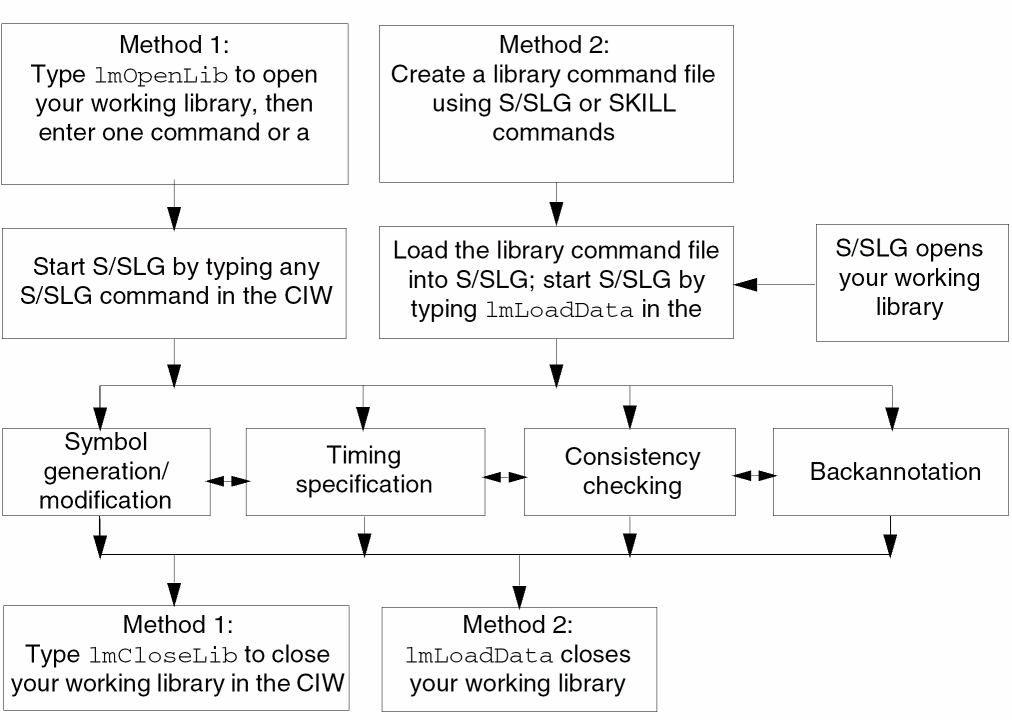 Method 1:
Type lmOpenLib to open
your working library, then
enter one command or a
Method 2:
Create a library command file
using S/SLG or SKILL
commands
Start S/SLG by typing any
S/SLG command in the CIW
Load the library command file
into S/SLG; start S/SLG by
typing lmLoadData in the
S/SLG opens
your working
library
Symbol
generation/
modification
Timing
specification
Consistency
checking
Backannotation
Method 1:
Type lmCloseLib to close
your working library in the CIW
Method 2:
lmLoadData closes
your working library